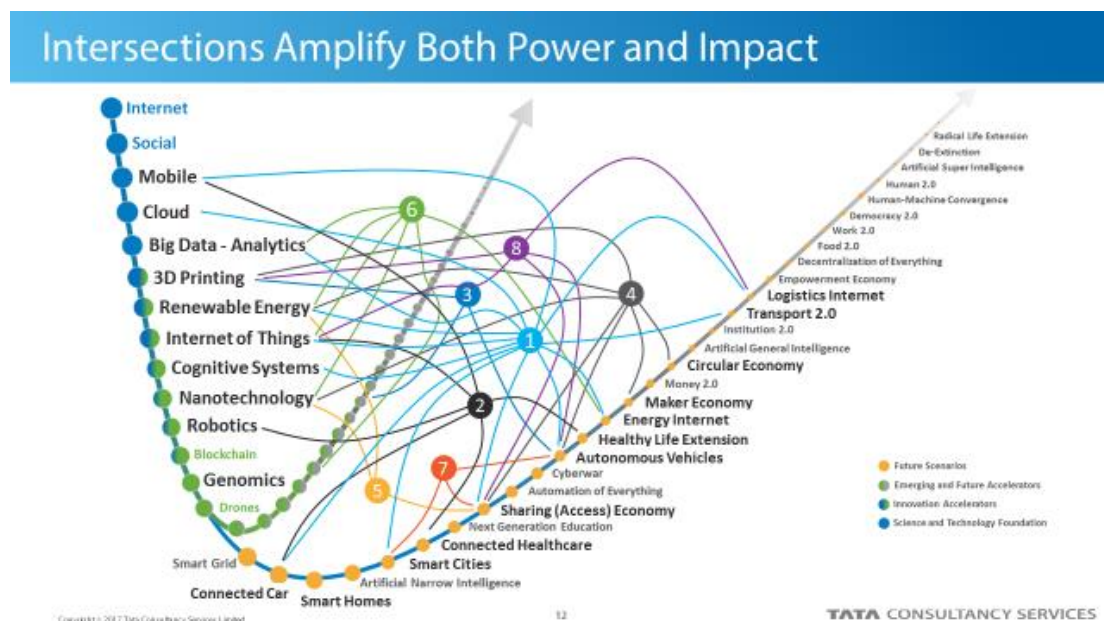 Intersections Amplify Both Power and Impact
Internet
Social
Mobile
Cloud
Big Data - Analytics
3D Printing
Renewable Energy
Internet of Things
Cognitive Systems
Nanotechnology
Robotics
Blockchain
Genomics
Drones
Smart Grid
Connected Car
Smart Homes
Artificial Narrow Intelligence
Smart Cities
Connected Healthcare
Next Generation Education
Sharing (Access) Economy
Automation of Everything
Cyberwar
Autonomous Vehicles
Healthy Life Extension
Energy Internet
Maker Economy
Money 2.0
Circular Economy
Artificial General Intelligence
Institution 2.0
Transport 2.0
Logistics Internet
Empowerment Economy
Decentralization of Everything
Food 2.0
Work 2.0
Democracy 2.0
Human-Machine Convergence
Human 2.0
Artificial Super Intelligence
De-Extinction
Radical Life Extension
6
8
3
4
1
2
7
5
Future Scenarios
Emerging and Future Accelerators
Innovation Accelerators
Science and Technology Foundation
Copyright © 2017 Tata Consultancy Services Limited
12
TATA CONSULTANCY SERVICES